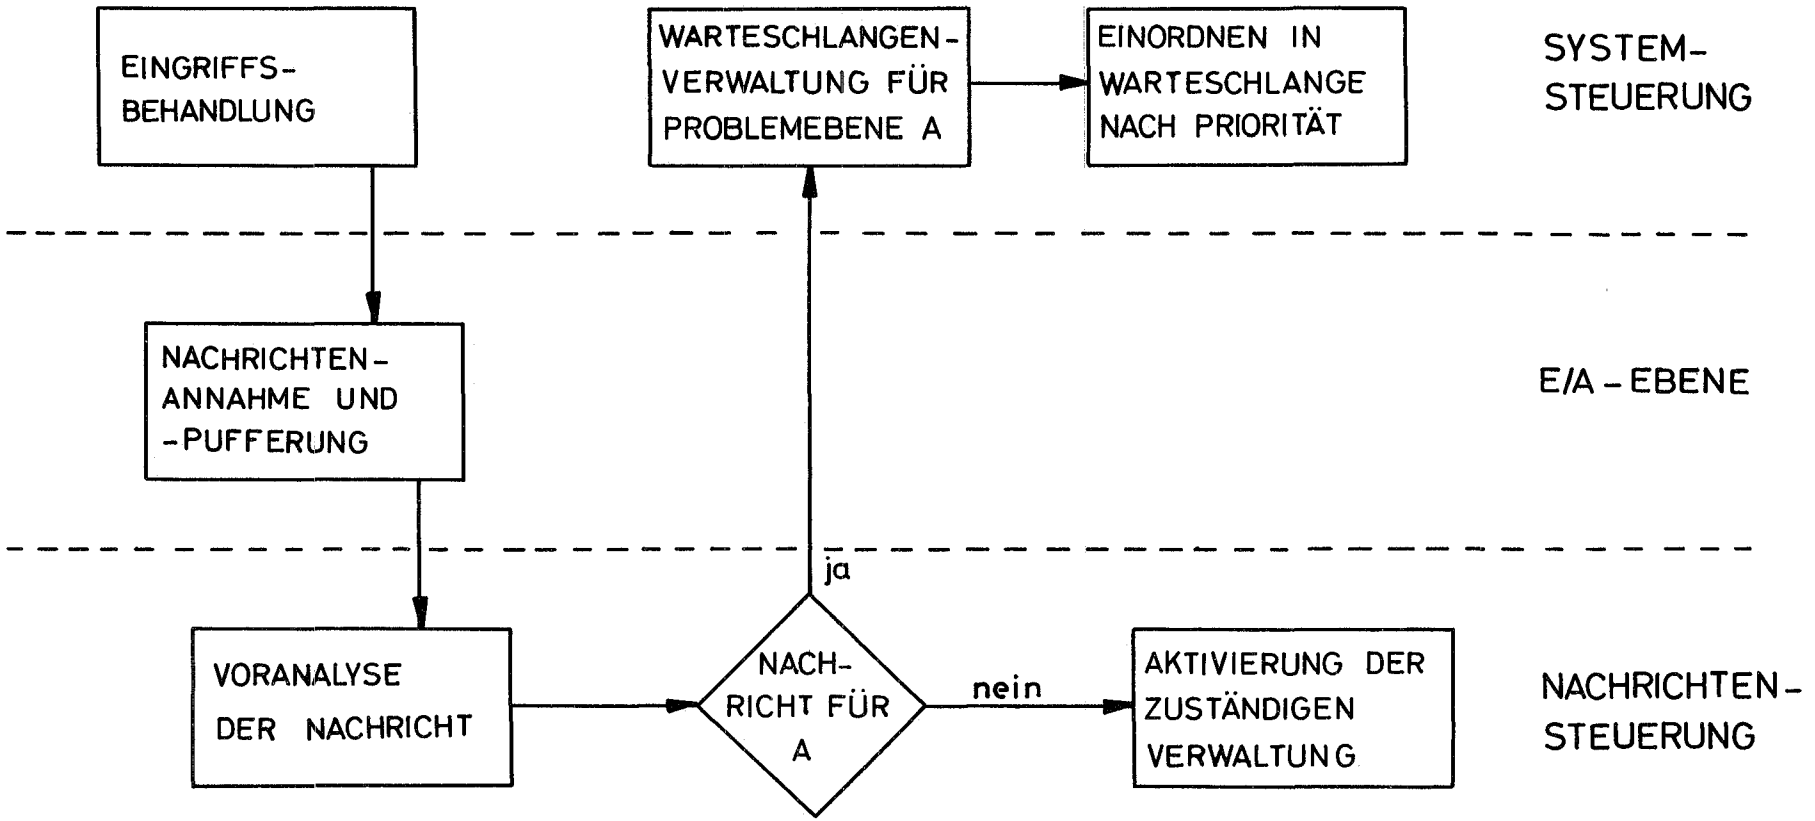 EINGRIFFS-
BEHANDLUNG
WARTESCHLANGEN-
VERWALTUNG FÜR
PROBLEMEBENE A
EINORDNEN IN
WARTESCHLANGE
NACH PRIORITÄT
SYSTEM-
STEUERUNG
NACHRICHTEN-
ANNAHME UND
-PUFFERUNG
E/A-EBENE
ja
VORANALYSE
DER NACHRICHT
NACH-
RICHT FÜR
A
nein
AKTIVIERUNG DER
ZUSTÄNDIGEN
VERWALTUNG
NACHRICHTEN-
STEUERUNG